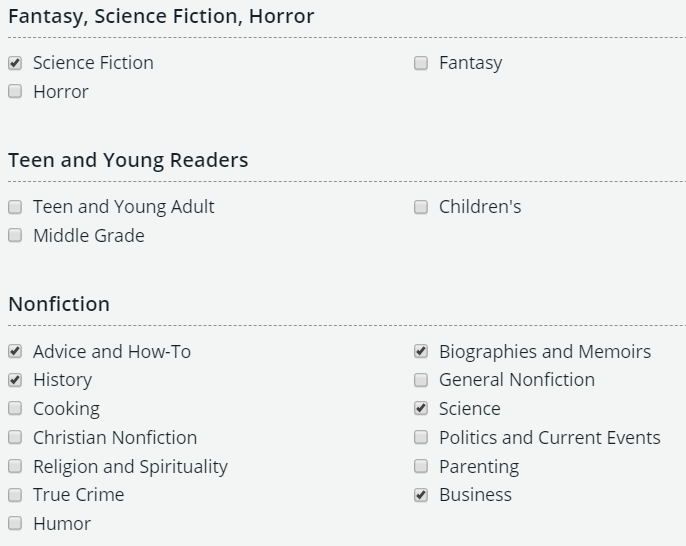 Fantasy, Science Fiction, Horror
Science Fiction Fantasy
Horror
Teen and Young Readers
Teen and Young Adult Children's
Middle Grade
Nonfiction
Advice and How-To Biographies and Memoirs
History General Nonfiction
Cooking Science
Christian Nonfiction Politics and Current Events
Religion and Spirituality Parenting
True Crime Business
Humor